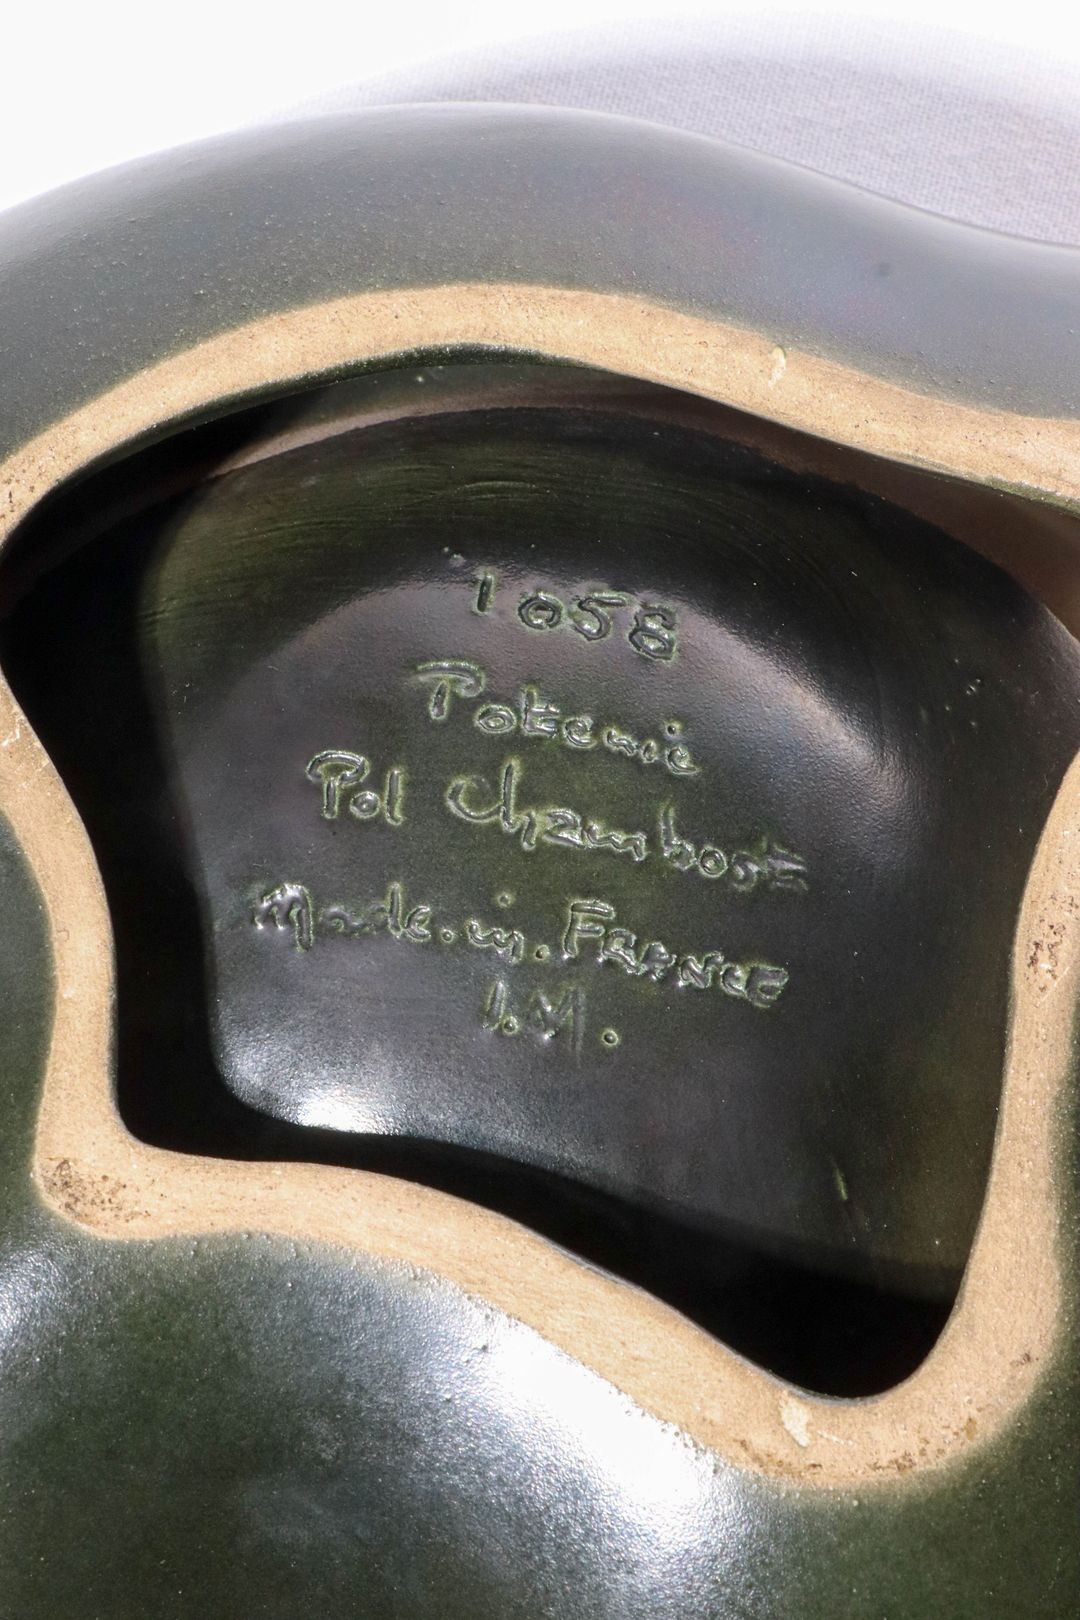 1058
Poterie
Pol Chambost
Made.in.FRANCE
I.M.